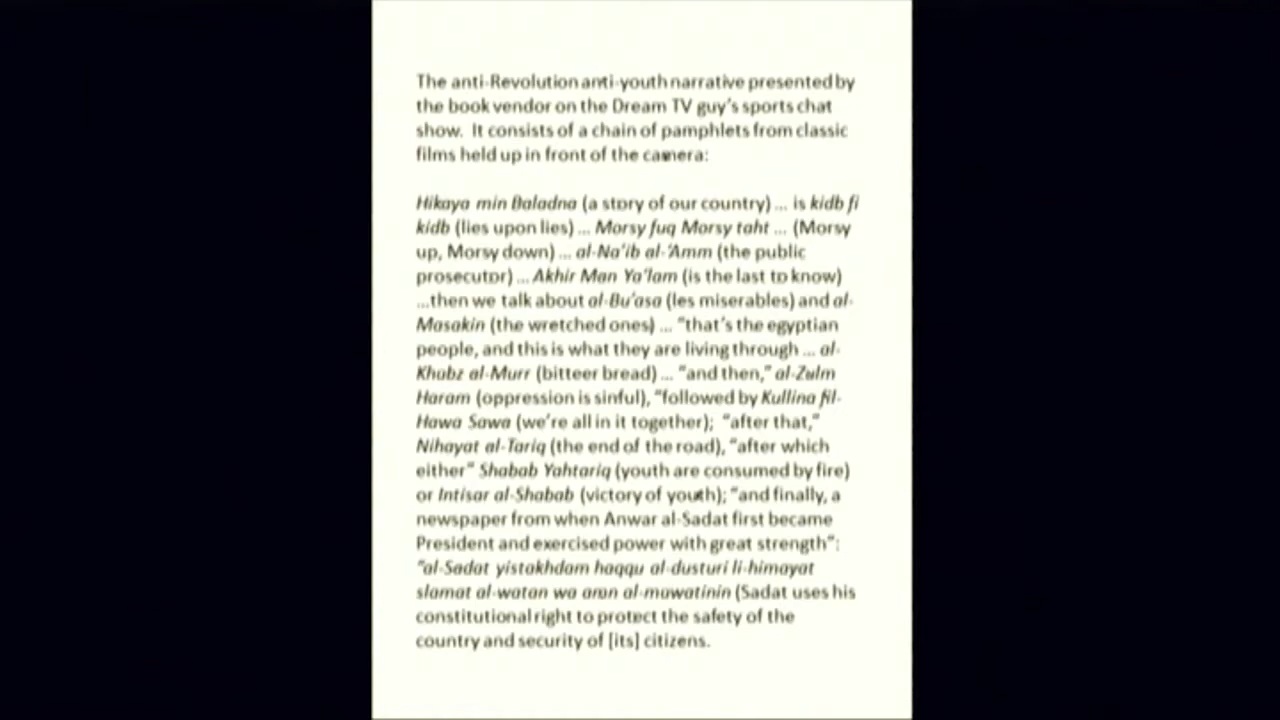 The anti-Revolution anti-youth narrative presented by
the book vendor on the Dream TV guy's sports chat
show. It consists of a chain of pamphlets from classic
films held up in front of the camera:
Hikaya min Baladna (a story of our country) ... is kidb fi
kidb (lies upon lies) ... Morsy fuq Morsy taht ... (Morsy
up, Morsy down) ... al-Na'ib al-'Amm (the public
prosecutor) ... Akhir Man Ya'lam (is the last to know)
...then we talk about al-Bu'asa (les miserables) and al-
Masakin (the wretched ones) ... "that's the egyptian
people, and this is what they are living through ... al-
Khobz al-Murr (bitteer bread) ... "and then," al-Zulm
Haram (oppression is sinful), "followed by Kullina fil-
Hawa Sawa (we're all in it together); "after that,"
Nihayat al-Tariq (the end of the road), "after which
either" Shabab Yahtariq (youth are consumed by fire)
or Intisar al-Shabab (victory of youth); "and finally, a
newspaper from when Anwar al-Sadat first became
President and exercised power with great strength":
"al-Sadat yistakhdam haqqu al-dusturi li-himayat
slamat al-watan wa aman al-mawatinin (Sadat uses his
constitutional right to protect the safety of the
country and security of [its] citizens.